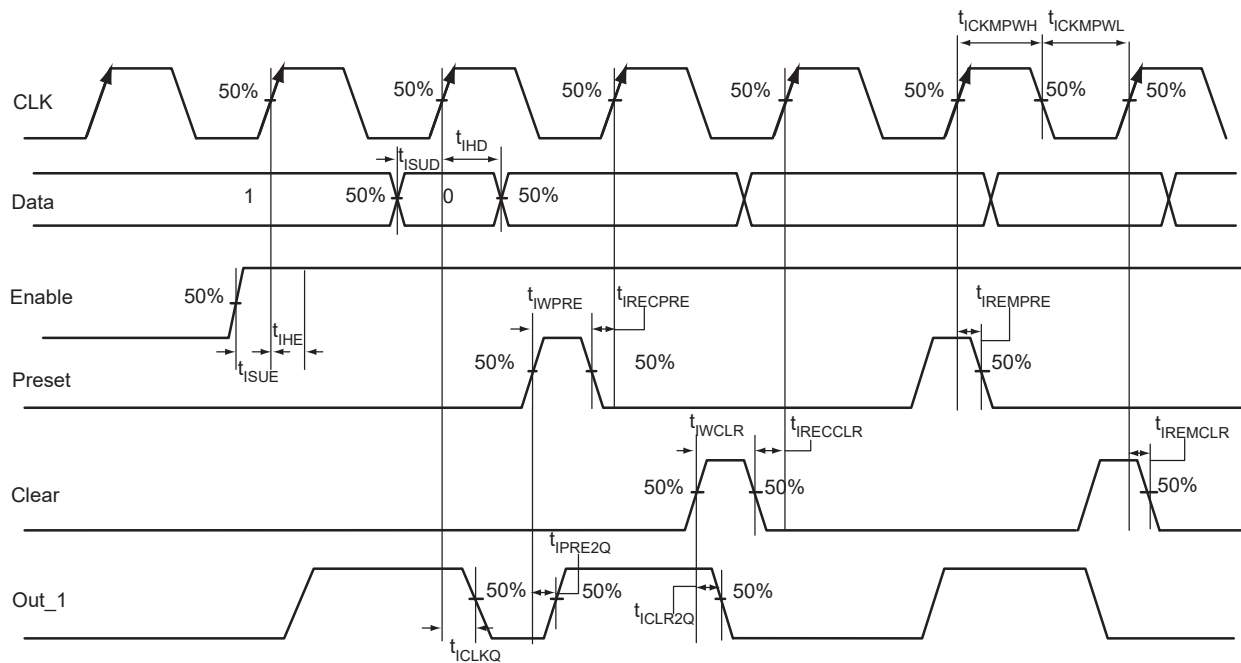 tICKMPWH tICKMPWL
CLK 50% 50% 50% 50% 50% 50% 50%
tISUD tIHD
Data 1 50% 0 50%
Enable 50%
tIHE
tISUE
tIWPRE tIRECPRE tIREMPRE
Preset 50% 50% 50%
tIWCLR tIRECCLR tIREMCLR
Clear 50% 50% 50%
tIPRE2Q
Out_1 50% 50% 50%
tICLR2Q
tICLKQ